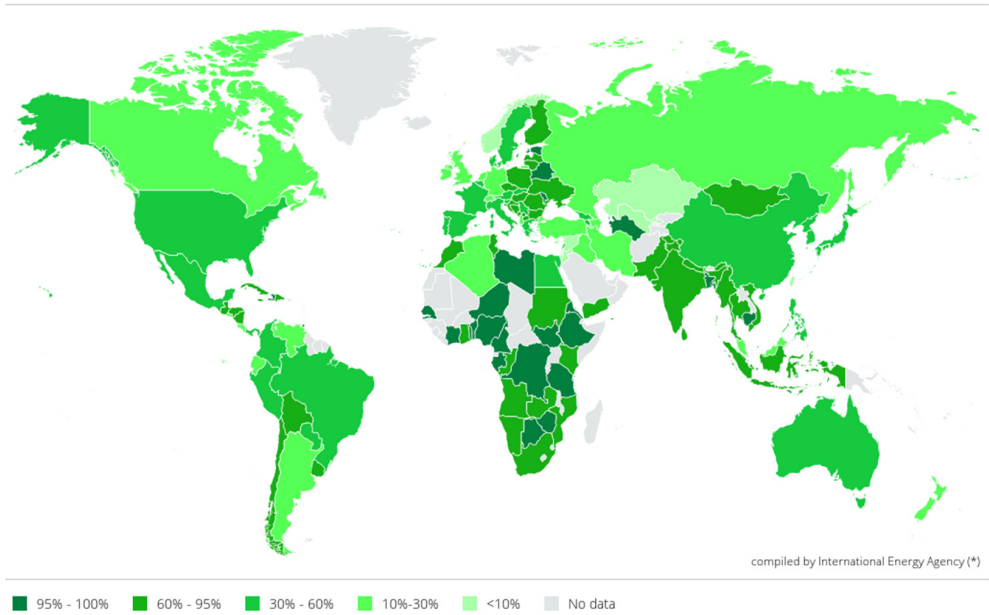 compiled by International Energy Agency (*)
95% - 100% 60% - 95% 30% - 60% 10%-30% <10% No data